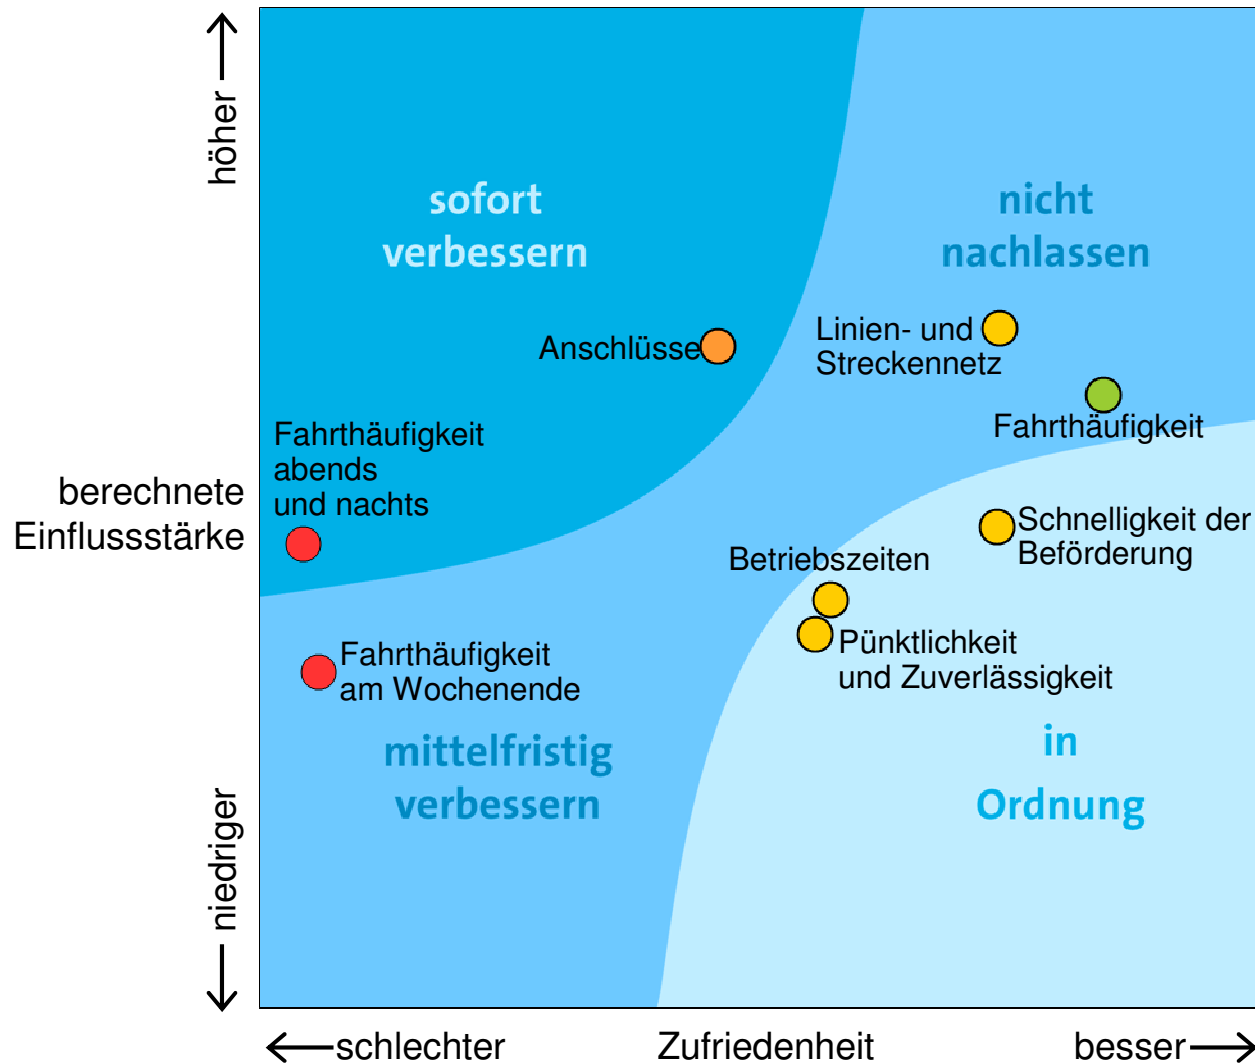 höher
sofort
verbessern
nicht
nachlassen
Anschlüsse
Linien- und
Streckennetz
Fahrthäufigkeit
Fahrthäufigkeit
abends
und nachts
berechnete
Einflussstärke
Schnelligkeit der
Beförderung
Betriebszeiten
Pünktlichkeit
und Zuverlässigkeit
Fahrthäufigkeit
am Wochenende
mittelfristig
verbessern
in
Ordnung
niedriger
schlechter
Zufriedenheit
besser